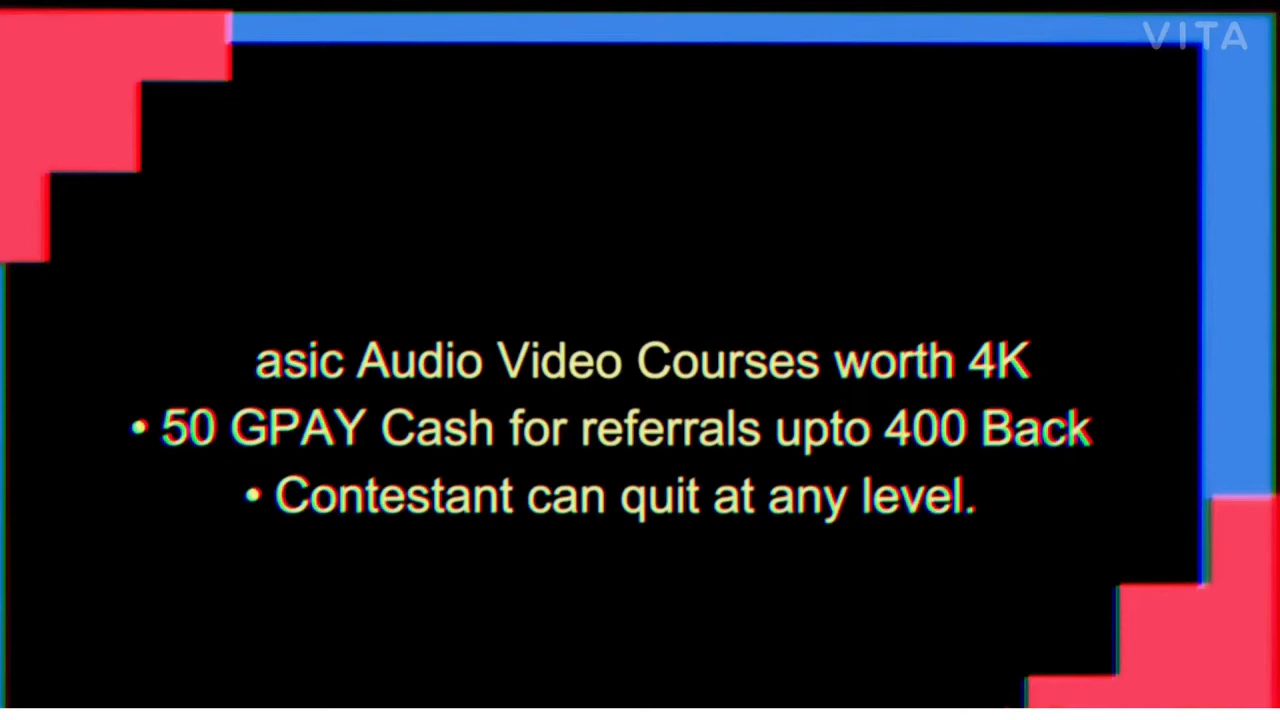 VITA
asic Audio Video Courses worth 4K
• 50 GPAY Cash for referrals upto 400 Back
• Contestant can quit at any level.